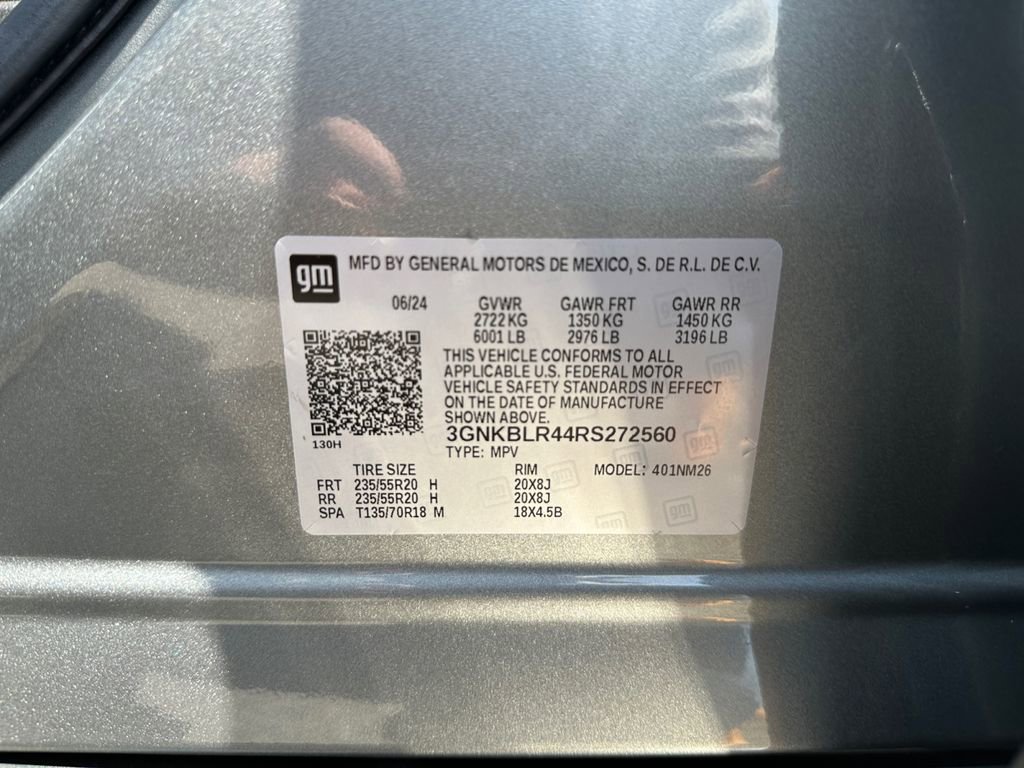 gm
MFD BY GENERAL MOTORS DE MEXICO, S. DE R.L. DE C.V.
06/24 GVWR GAWR FRT GAWR RR
2722 KG 1350 KG 1450 KG
6001 LB 2976 LB 3196 LB
THIS VEHICLE CONFORMS TO ALL
APPLICABLE U.S. FEDERAL MOTOR
VEHICLE SAFETY STANDARDS IN EFFECT
ON THE DATE OF MANUFACTURE
SHOWN ABOVE.
3GNKBLR44RS272560
130H
TYPE: MPV
TIRE SIZE RIM MODEL: 401NM26
FRT 235/55R20 H 20X8J
RR 235/55R20 H 20X8J
SPA T135/70R18 M 18X4.5B